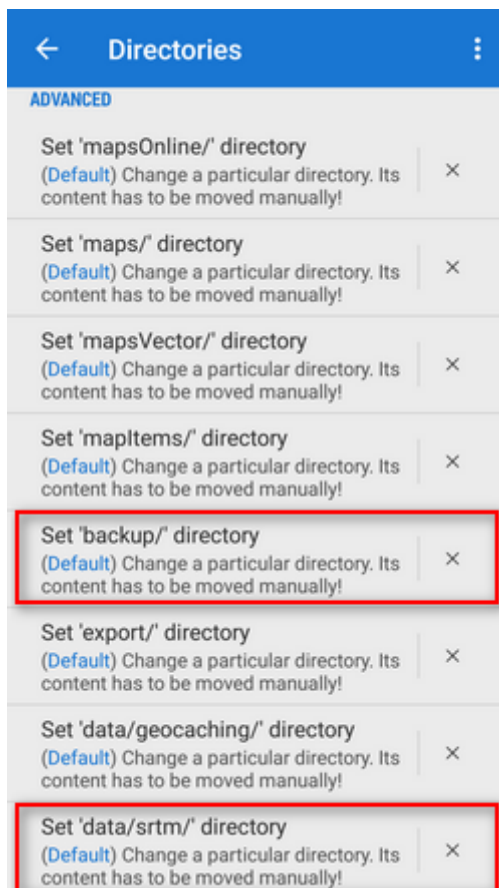 Directories
ADVANCED
Set 'mapsOnline/' directory
(Default) Change a particular directory. Its
content has to be moved manually!
Set 'maps/' directory
(Default) Change a particular directory. Its
content has to be moved manually!
Set 'mapsVector/' directory
(Default) Change a particular directory. Its
content has to be moved manually!
Set 'mapItems/' directory
(Default) Change a particular directory. Its
content has to be moved manually!
Set 'backup/' directory
(Default) Change a particular directory. Its
content has to be moved manually!
Set 'export/' directory
(Default) Change a particular directory. Its
content has to be moved manually!
Set 'data/geocaching/' directory
(Default) Change a particular directory. Its
content has to be moved manually!
Set 'data/srtm/' directory
(Default) Change a particular directory. Its
content has to be moved manually!